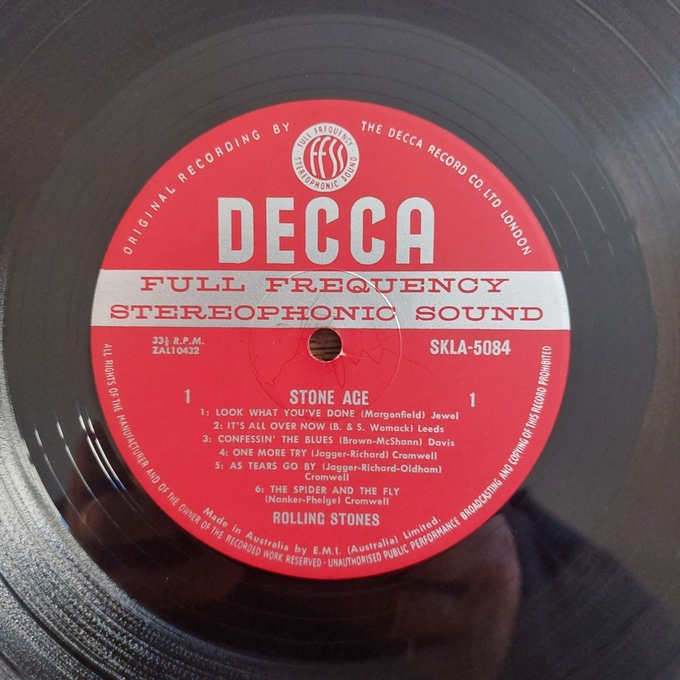 ORIGINAL RECORDING BY THE DECCA RECORD CO. LTD LONDON
FULL FREQUENCY
ffss
STEREOPHONIC SOUND
DECCA
FULL FREQUENCY
STEREOPHONIC SOUND
33⅓ R.P.M.
ZAL10432
SKLA-5084
1 STONE AGE 1
1: LOOK WHAT YOU'VE DONE (Morgonfield) Jewel
2: IT'S ALL OVER NOW (B. & S. Womack) Leeds
3: CONFESSIN' THE BLUES (Brown-McShann) Davis
4: ONE MORE TRY (Jagger-Richard) Cromwell
5: AS TEARS GO BY (Jagger-Richard-Oldham)
Cromwell
6: THE SPIDER AND THE FLY
(Nanker-Phelge) Cromwell
ROLLING STONES
Made in Australia by E.M.I. (Australia) Limited.
ALL RIGHTS OF THE MANUFACTURER AND OF THE OWNER OF THE RECORDED WORK RESERVED · UNAUTHORISED PUBLIC PERFORMANCE BROADCASTING AND COPYING OF THIS RECORD PROHIBITED